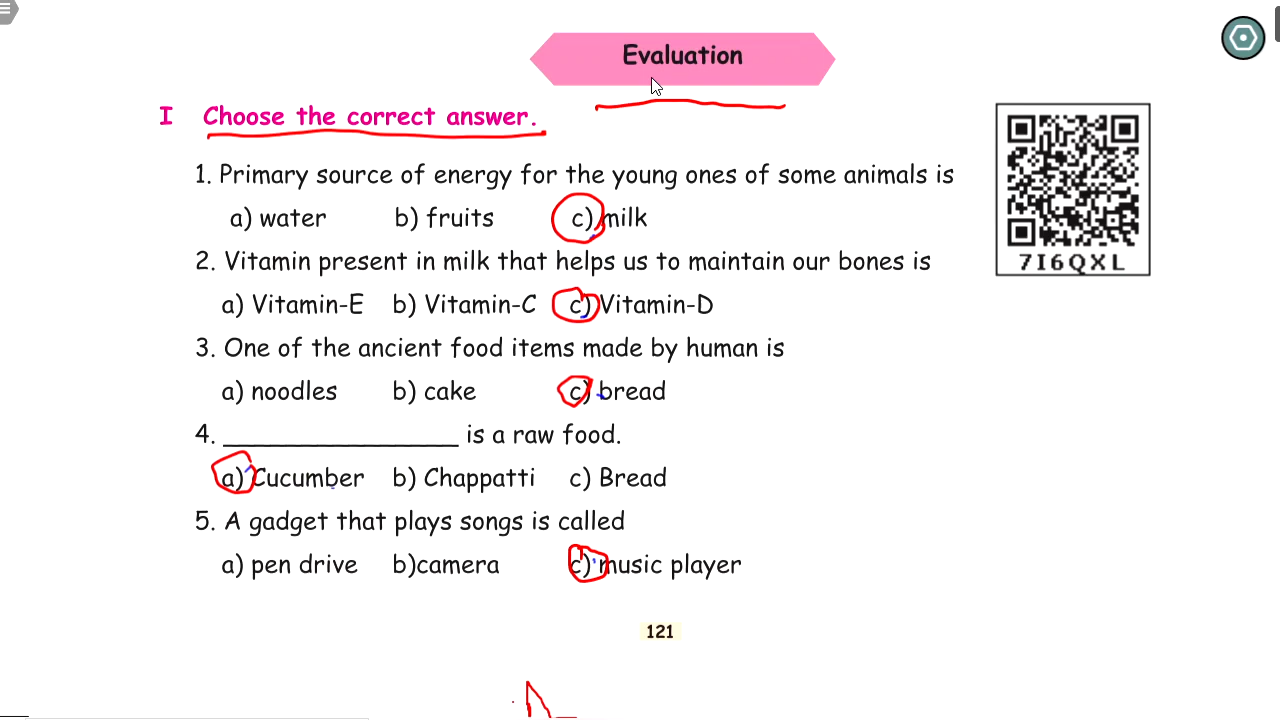 Evaluation
I Choose the correct answer.
1. Primary source of energy for the young ones of some animals is
a) water b) fruits c) milk
2. Vitamin present in milk that helps us to maintain our bones is
a) Vitamin-E b) Vitamin-C c) Vitamin-D
3. One of the ancient food items made by human is
a) noodles b) cake c) bread
4. _________________ is a raw food.
a) Cucumber b) Chappatti c) Bread
5. A gadget that plays songs is called
a) pen drive b)camera c) music player
7I6QXL
121